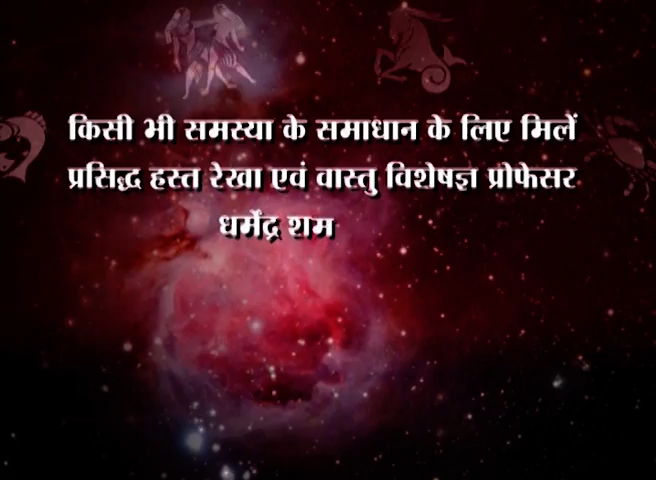 किसी भी समस्या के समाधान के लिए मिलें
प्रसिद्ध हस्त रेखा एवं वास्तु विशेषज्ञ प्रोफेसर
धर्मेंद्र शम